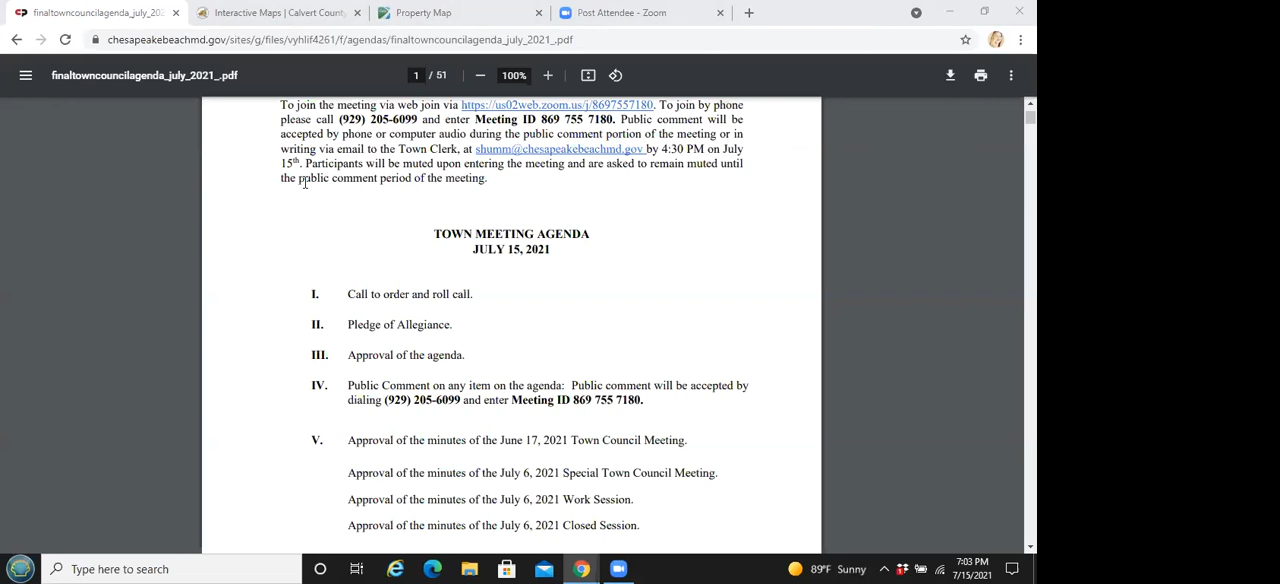 finaltowncouncilagenda_july_202
Interactive Maps | Calvert County,
Property Map
Post Attendee - Zoom
chesapeakebeachmd.gov/sites/g/files/vyhlif4261/f/agendas/finaltowncouncilagenda_july_2021_.pdf
finaltowncouncilagenda_july_2021_.pdf
1 / 51
100%
To join the meeting via web join via https://us02web.zoom.us/j/8697557180. To join by phone
please call (929) 205-6099 and enter Meeting ID 869 755 7180. Public comment will be
accepted by phone or computer audio during the public comment portion of the meeting or in
writing via email to the Town Clerk, at shumm@chesapeakebeachmd.gov by 4:30 PM on July
15th. Participants will be muted upon entering the meeting and are asked to remain muted until
the public comment period of the meeting.
TOWN MEETING AGENDA
JULY 15, 2021
I. Call to order and roll call.
II. Pledge of Allegiance.
III. Approval of the agenda.
IV. Public Comment on any item on the agenda: Public comment will be accepted by
dialing (929) 205-6099 and enter Meeting ID 869 755 7180.
V. Approval of the minutes of the June 17, 2021 Town Council Meeting.
Approval of the minutes of the July 6, 2021 Special Town Council Meeting.
Approval of the minutes of the July 6, 2021 Work Session.
Approval of the minutes of the July 6, 2021 Closed Session.
Type here to search
89°F Sunny
7:03 PM
7/15/2021